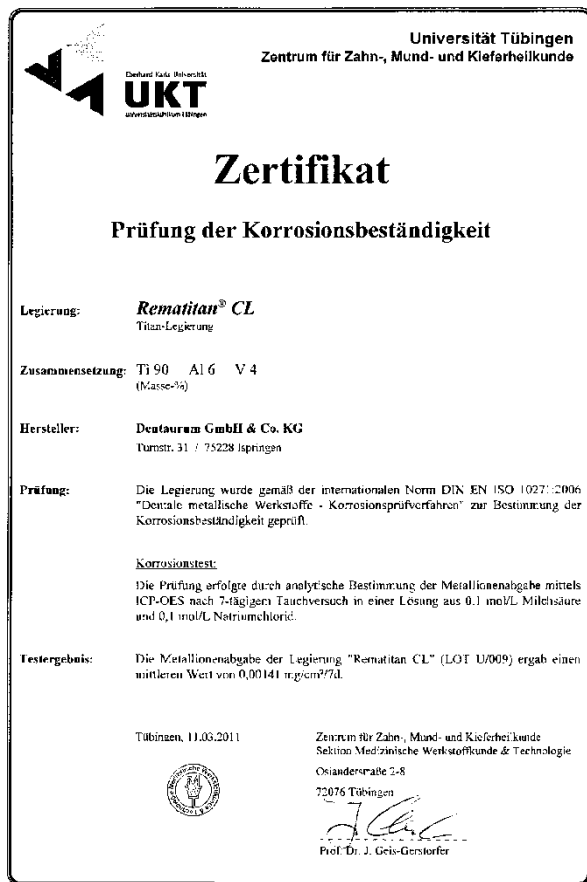 Universität Tübingen
Zentrum für Zahn-, Mund- und Kieferheilkunde
Eberhard Karls Universität
UKT
Universitätsklinikum Tübingen
Zertifikat
Prüfung der Korrosionsbeständigkeit
Legierung: Rematitan® CL
Titan-Legierung
Zusammensetzung: Ti 90 Al 6 V 4
(Masse-%)
Hersteller: Dentaurum GmbH & Co. KG
Turnstr. 31 / 75228 Ispringen
Prüfung: Die Legierung wurde gemäß der internationalen Norm DIN EN ISO 10271:2006
"Dentale metallische Werkstoffe - Korrosionsprüfverfahren" zur Bestimmung der
Korrosionsbeständigkeit geprüft.
Korrosionstest:
Die Prüfung erfolgte durch analytische Bestimmung der Metallionenabgabe mittels
ICP-OES nach 7-tägigem Tauchversuch in einer Lösung aus 0.1 mol/L Milchsäure
und 0,1 mol/L Natriumchlorid.
Testergebnis: Die Metallionenabgabe der Legierung "Rematitan CL" (LOT U/009) ergab einen
mittleren Wert von 0,00141 mg/cm²/7d.
Tübingen, 11.03.2011
Zentrum für Zahn-, Mund- und Kieferheilkunde
Sektion Medizinische Werkstoffkunde & Technologie
Osianderstraße 2-8
72076 Tübingen
Prof. Dr. J. Geis-Gerstorfer